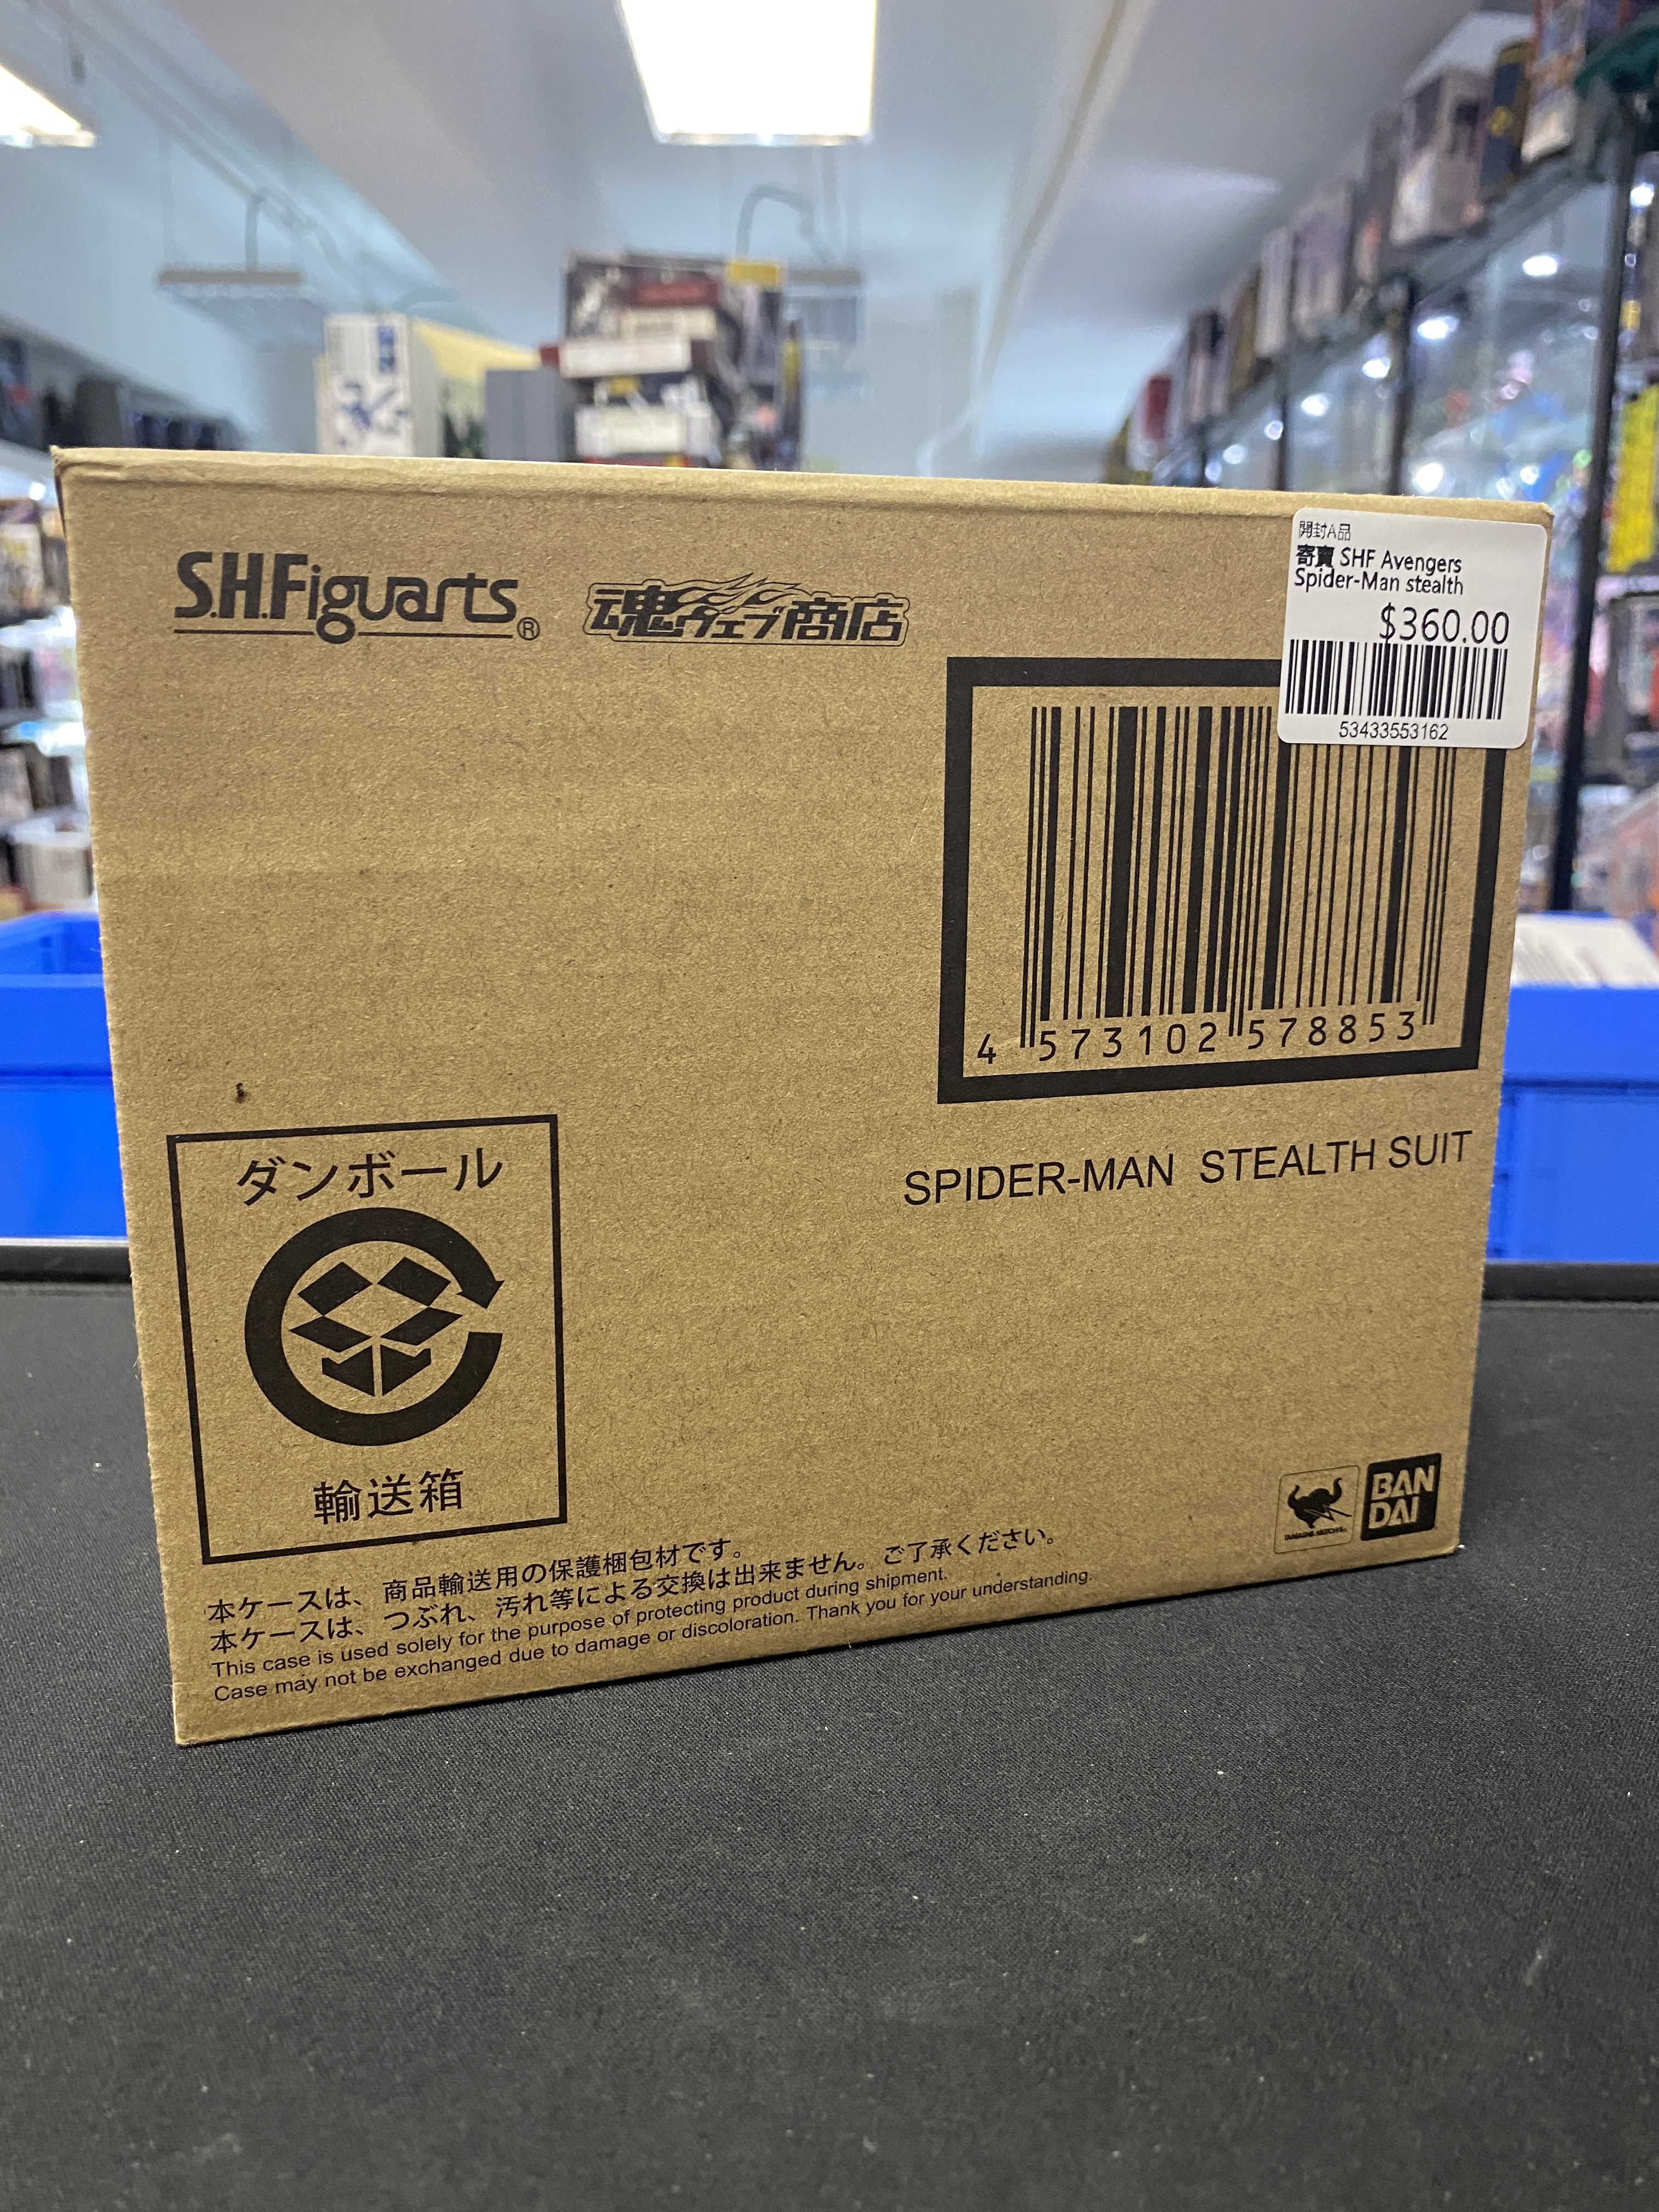 S.H.Figuarts®
魂ウェブ商店
開封A品
寄賣 SHF Avengers
Spider-Man stealth
$360.00
53433553162
4 573102 578853
SPIDER-MAN STEALTH SUIT
ダンボール
輸送箱
TAMASHII NATIONS
BAN
DAI
本ケースは、商品輸送用の保護梱包材です。
本ケースは、つぶれ、汚れ等による交換は出来ません。ご了承ください。
This case is used solely for the purpose of protecting product during shipment.
Case may not be exchanged due to damage or discoloration. Thank you for your understanding.